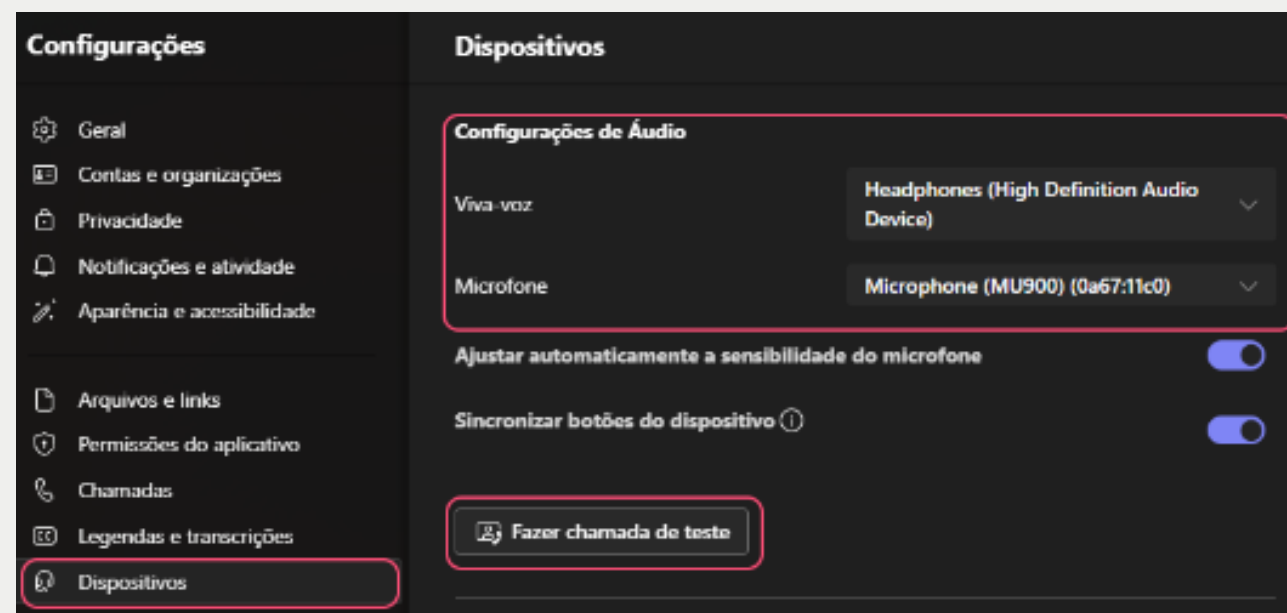 Configurações
Geral
Contas e organizações
Privacidade
Notificações e atividade
Aparência e acessibilidade
Arquivos e links
Permissões do aplicativo
Chamadas
Legendas e transcrições
Dispositivos
Dispositivos
Configurações de Áudio
Viva-voz
Headphones (High Definition Audio
Device)
Microfone
Microphone (MU900) (0a67:11c0)
Ajustar automaticamente a sensibilidade do microfone
Sincronizar botões do dispositivo
Fazer chamada de teste